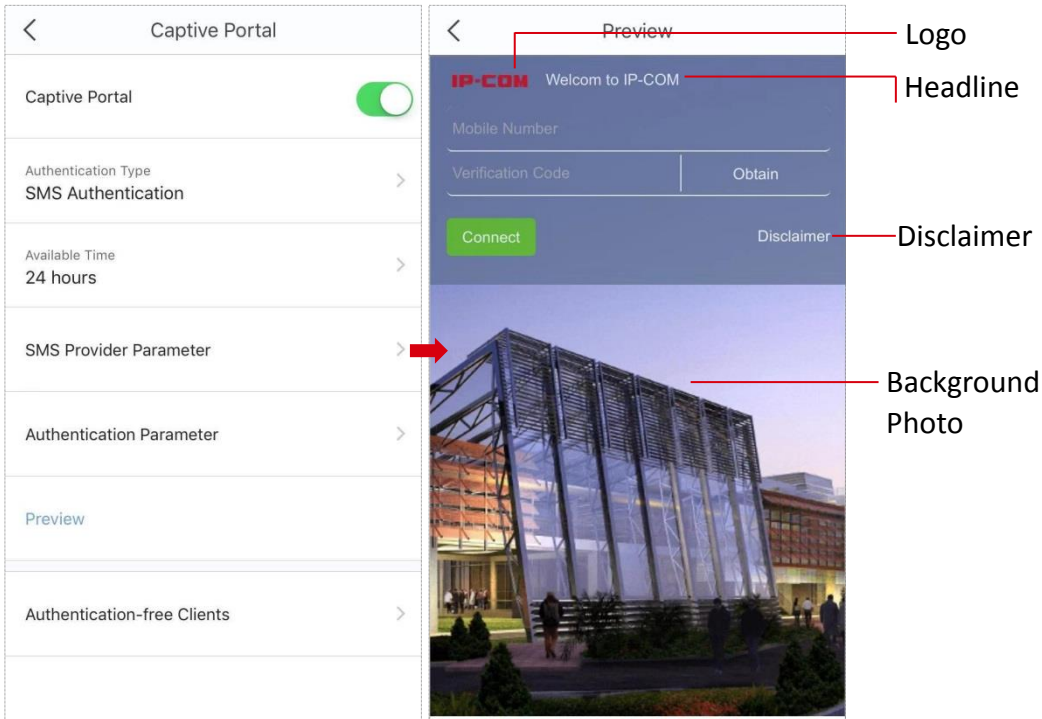 Captive Portal
Captive Portal
Authentication Type
SMS Authentication
Available Time
24 hours
SMS Provider Parameter
Authentication Parameter
Preview
Authentication-free Clients
Preview
IP-COM Welcom to IP-COM
Mobile Number
Verification Code Obtain
Connect Disclaimer
Logo
Headline
Disclaimer
Background
Photo